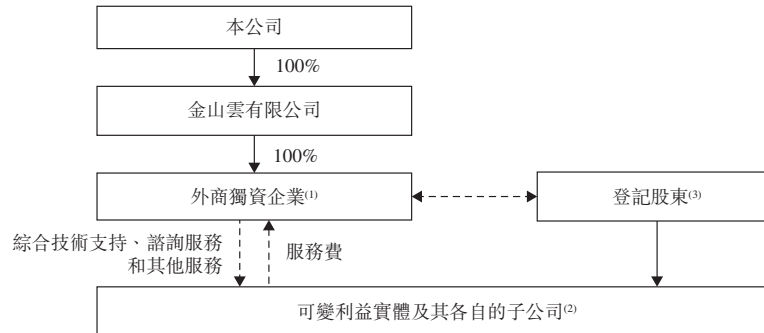 本公司
100%
金山雲有限公司
100%
外商獨資企業(1)
登記股東(3)
綜合技術支持、諮詢服務
和其他服務
服務費
可變利益實體及其各自的子公司(2)